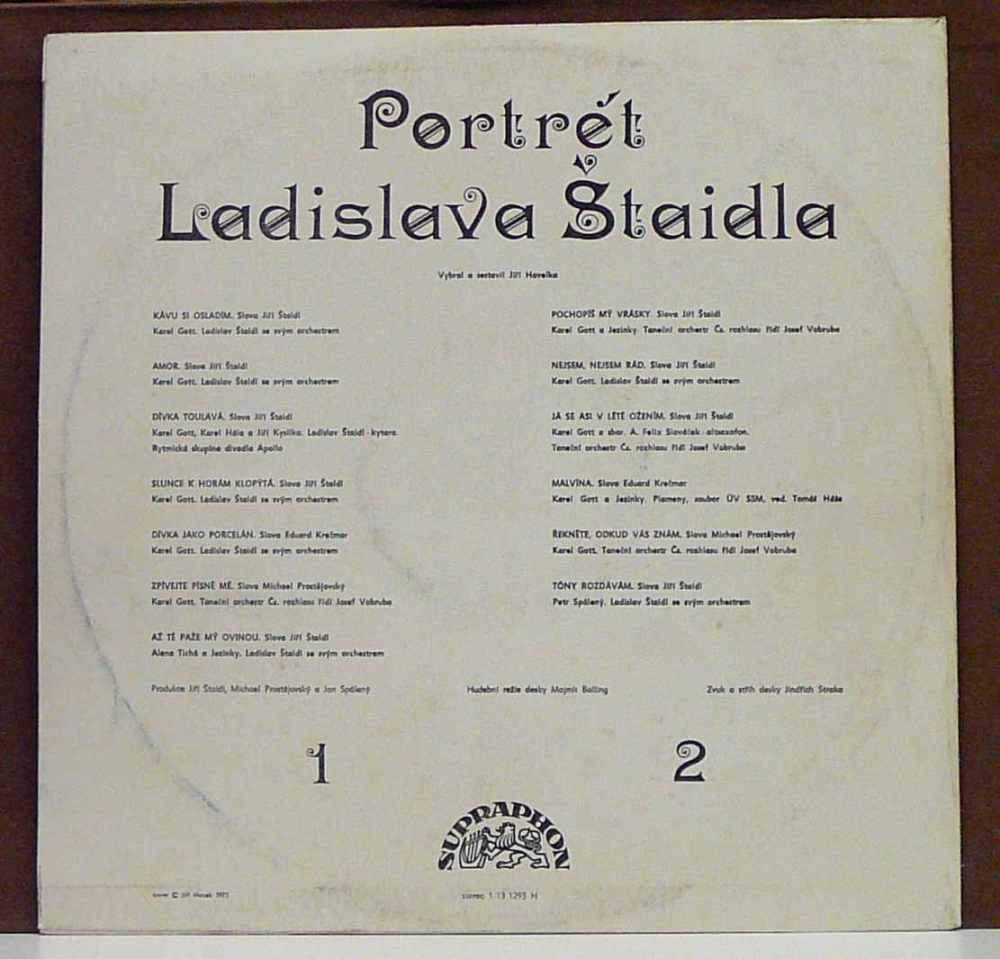 Portrét
Ladislava Štaidla
Vybral a sestavil Jiří Havelka
KÁVU SI OSLADÍM. Slova Jiří Štaidl
Karel Gott. Ladislav Štaidl se svým orchestrem
AMOR. Slova Jiří Štaidl
Karel Gott. Ladislav Štaidl se svým orchestrem
DÍVKA TOULAVÁ. Slova Jiří Štaidl
Karel Gott, Karel Hála a Jiří Kysilka. Ladislav Štaidl - kytara.
Rytmická skupina divadla Apollo
SLUNCE K HORÁM KLOPÝTÁ. Slova Jiří Štaidl
Karel Gott. Ladislav Štaidl se svým orchestrem
DÍVKA JAKO PORCELÁN. Slova Eduard Krečmar
Karel Gott. Ladislav Štaidl se svým orchestrem
ZPÍVEJTE PÍSNĚ MÉ. Slova Michael Prostějovský
Karel Gott. Taneční orchestr Čs. rozhlasu řídí Josef Vobruba
AŽ TĚ PAŽE MÝ OVINOU. Slova Jiří Štaidl
Alena Tichá a Jezinky. Ladislav Štaidl se svým orchestrem
POCHOPÍŠ MÝ VRÁSKY. Slova Jiří Štaidl
Karel Gott a Jezinky. Taneční orchestr Čs. rozhlasu řídí Josef Vobruba
NEJSEM, NEJSEM RÁD. Slova Jiří Štaidl
Karel Gott. Ladislav Štaidl se svým orchestrem
JÁ SE ASI V LÉTĚ OŽENÍM. Slova Jiří Štaidl
Karel Gott a sbor. A. Felix Slováček altsaxofon.
Taneční orchestr Čs. rozhlasu řídí Josef Vobruba
MALVÍNA. Slova Eduard Krečmar
Karel Gott a Jezinky. Plameny, soubor ÚV SSM, ved. Tomáš Háše
ŘEKNĚTE, ODKUD VÁS ZNÁM. Slova Michael Prostějovský
Karel Gott. Taneční orchestr Čs. rozhlasu řídí Josef Vobruba
TÓNY ROZDÁVÁM. Slova Jiří Štaidl
Petr Spálený. Ladislav Štaidl se svým orchestrem
Produkce Jiří Štaidl, Michael Prostějovský a Jan Spálený
Hudební režie desky Mojmír Balling
Zvuk a střih desky Jindřich Straka
1
2
SUPRAPHON
1 13 1293 H